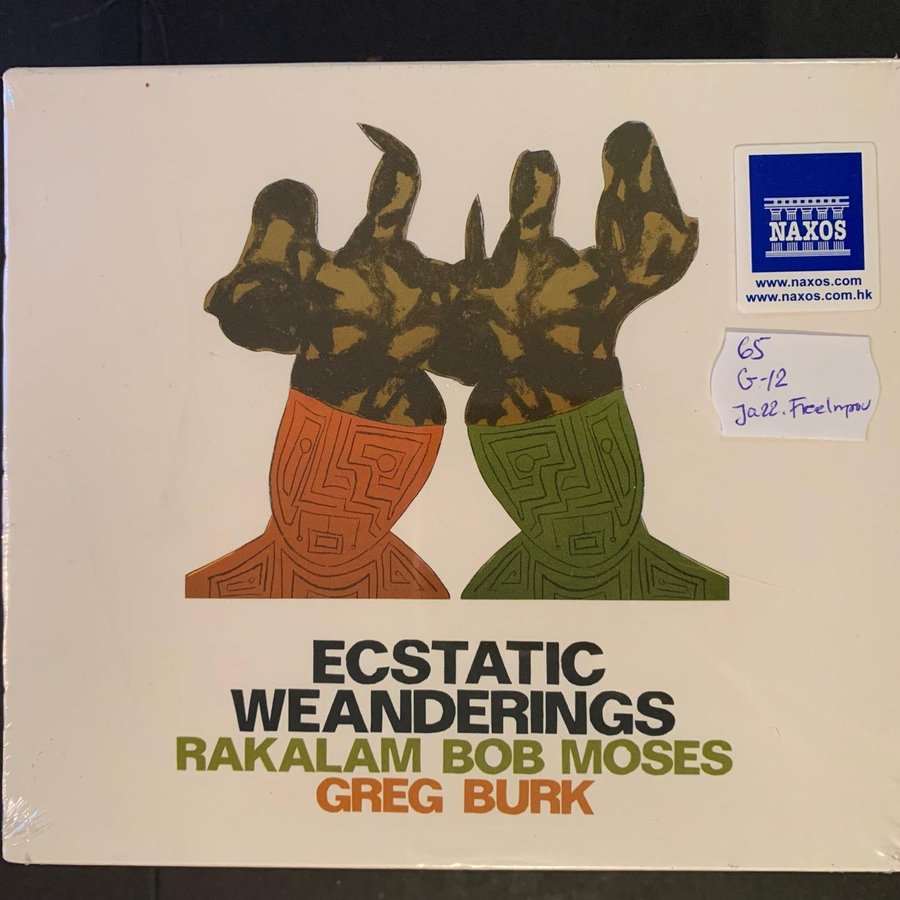 NAXOS
www.naxos.com
www.naxos.com.hk
65
G-12
Jazz. FreeImprov
ECSTATIC
WEANDERINGS
RAKALAM BOB MOSES
GREG BURK